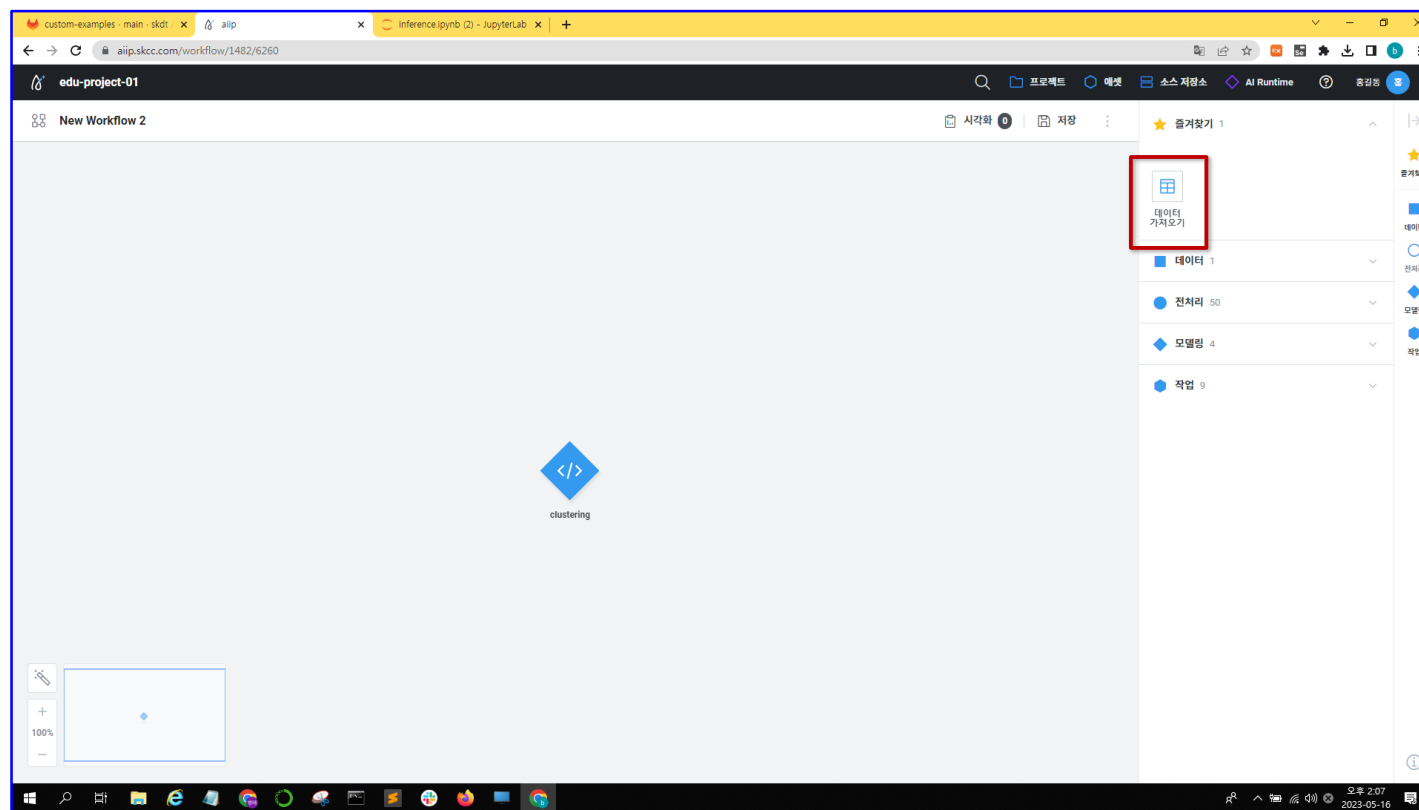 custom-examples · main · skdt /
aiip
inference.ipynb (2) - JupyterLab
aiip.skcc.com/workflow/1482/6260
edu-project-01
프로젝트
에셋
소스 저장소
AI Runtime
홍길동
홍
New Workflow 2
시각화 0
저장
즐겨찾기 1
데이터
가져오기
데이터 1
전처리 50
모델링 4
작업 9
</>
clustering
100%
오후 2:07
2023-05-16